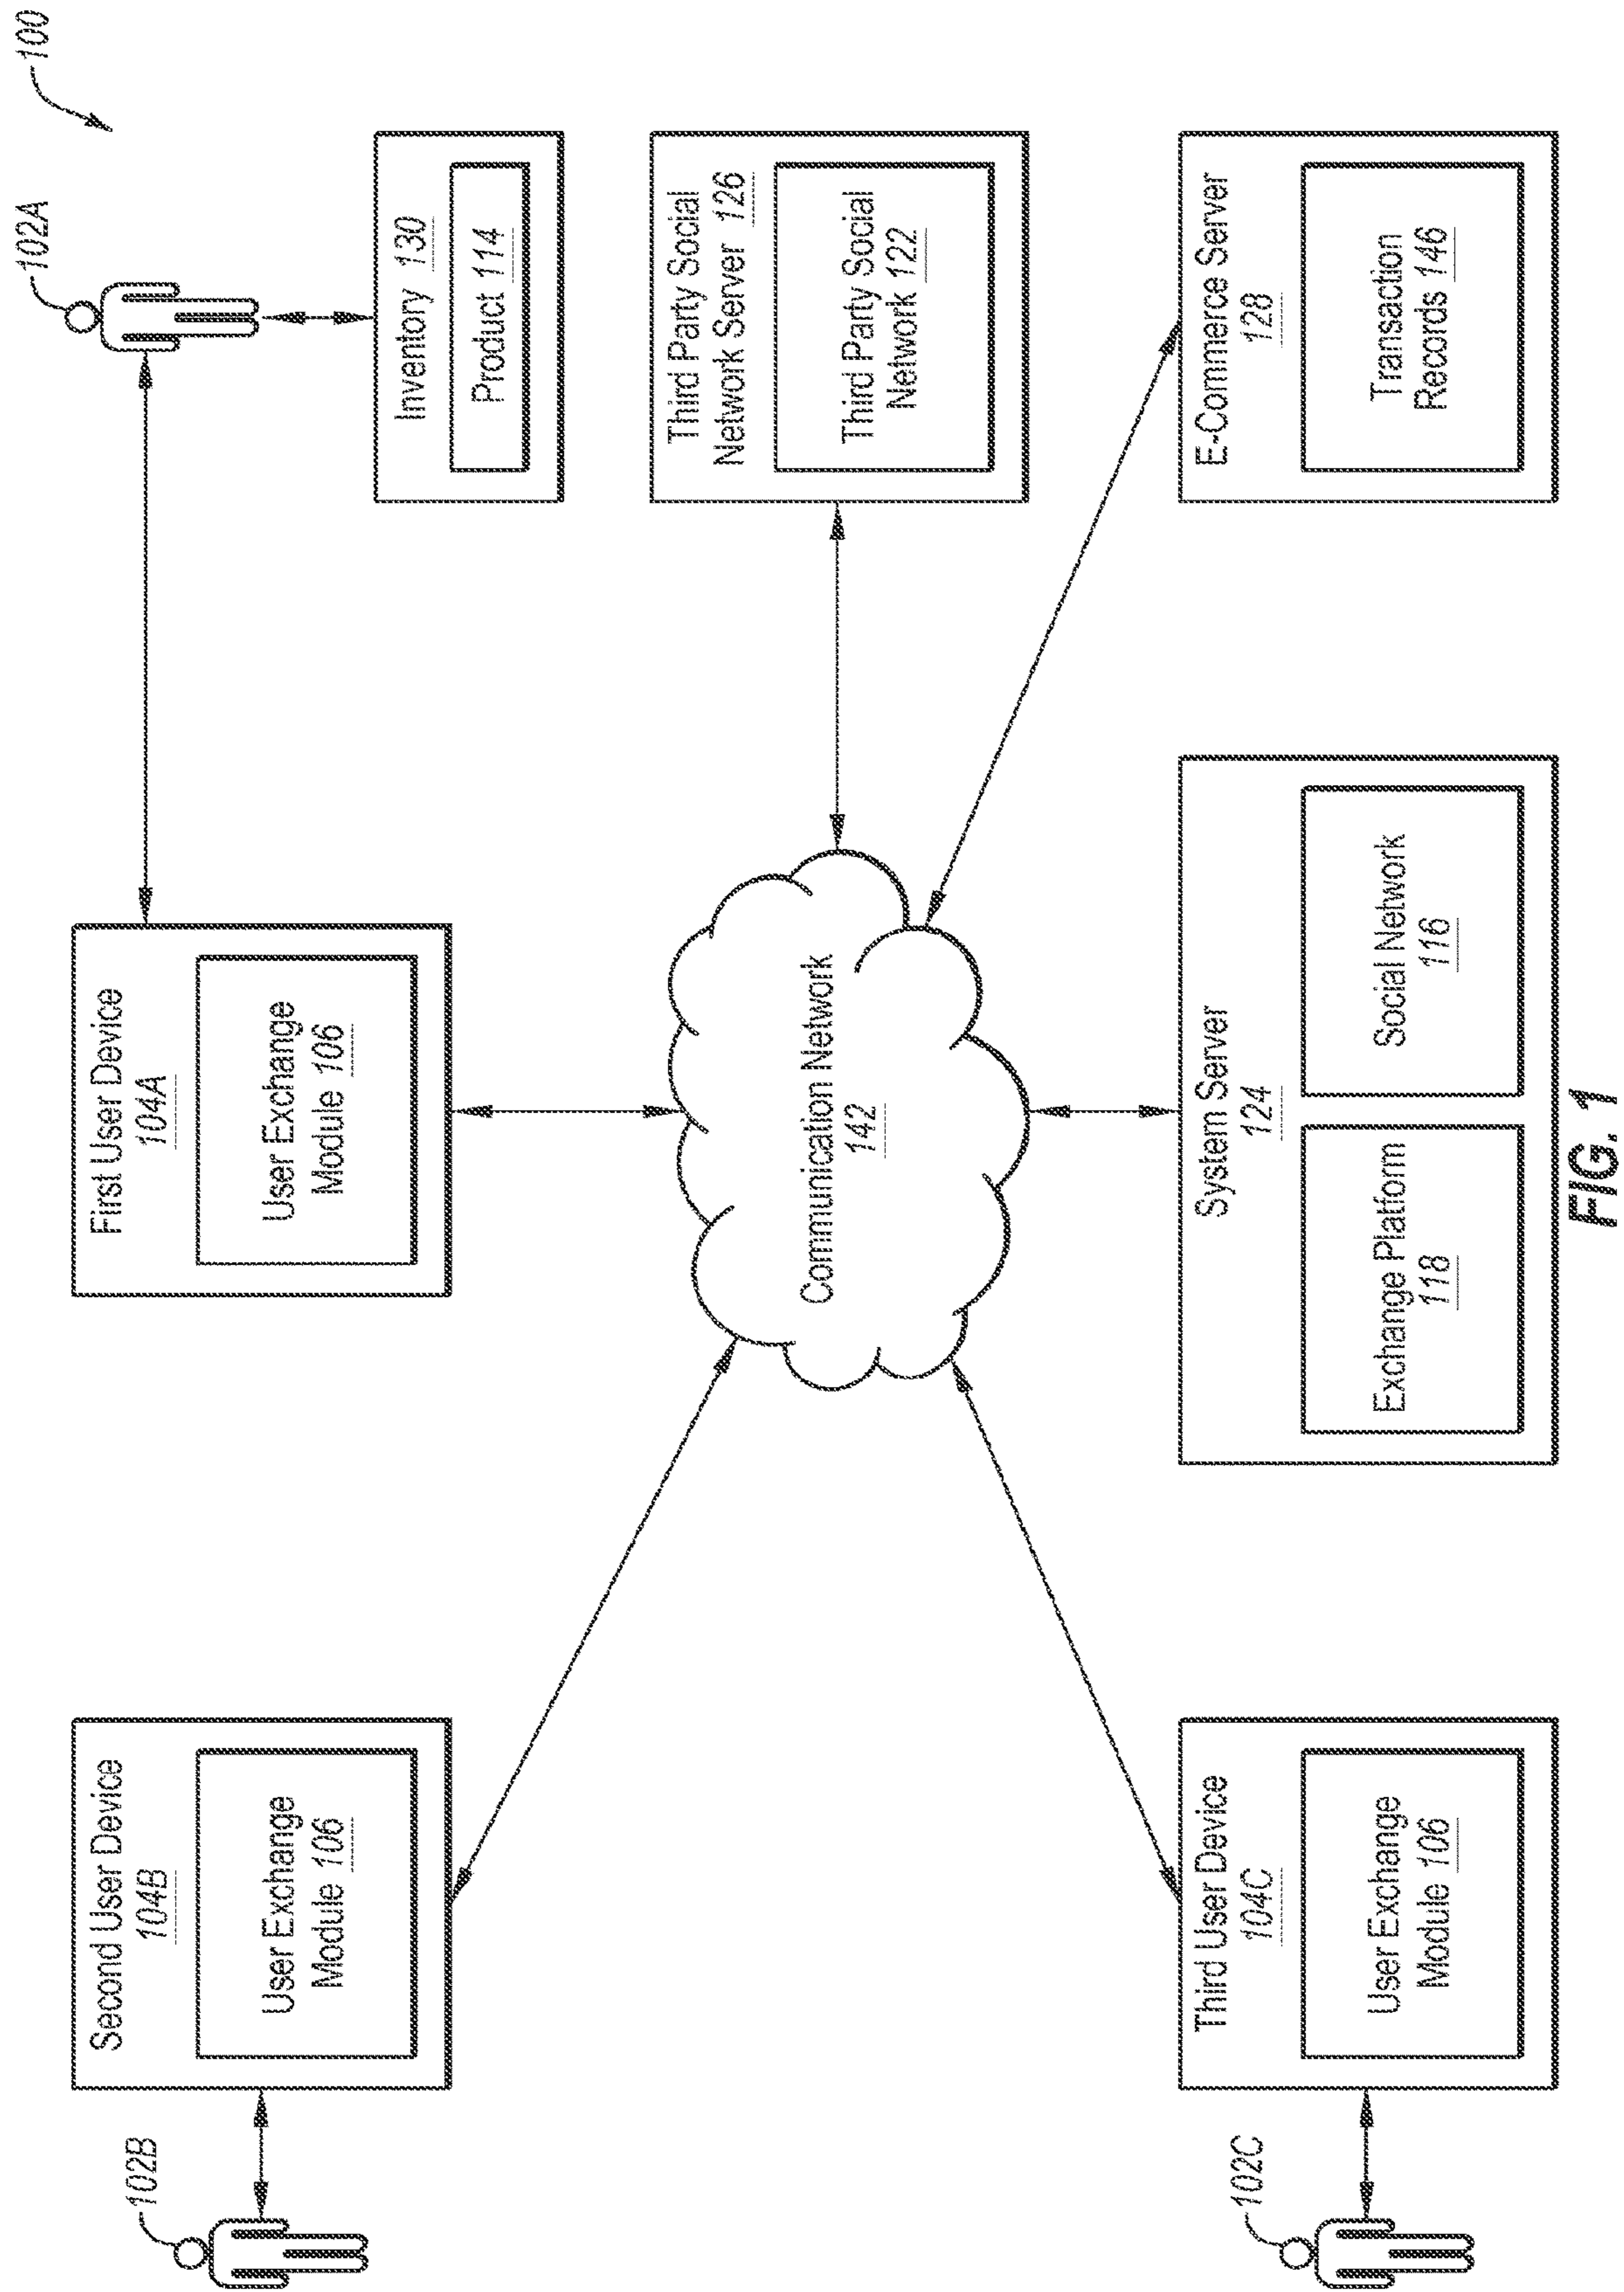 100
102A
102B
Second User Device
104B
User Exchange
Module 106
First User Device
104A
User Exchange
Module 106
Inventory 130
Product 114
Communication Network
142
Third Party Social
Network Server 126
Third Party Social
Network 122
102C
Third User Device
104C
User Exchange
Module 106
System Server
124
Exchange Platform
118
Social Network
116
E-Commerce Server
128
Transaction
Records 146
FIG. 1